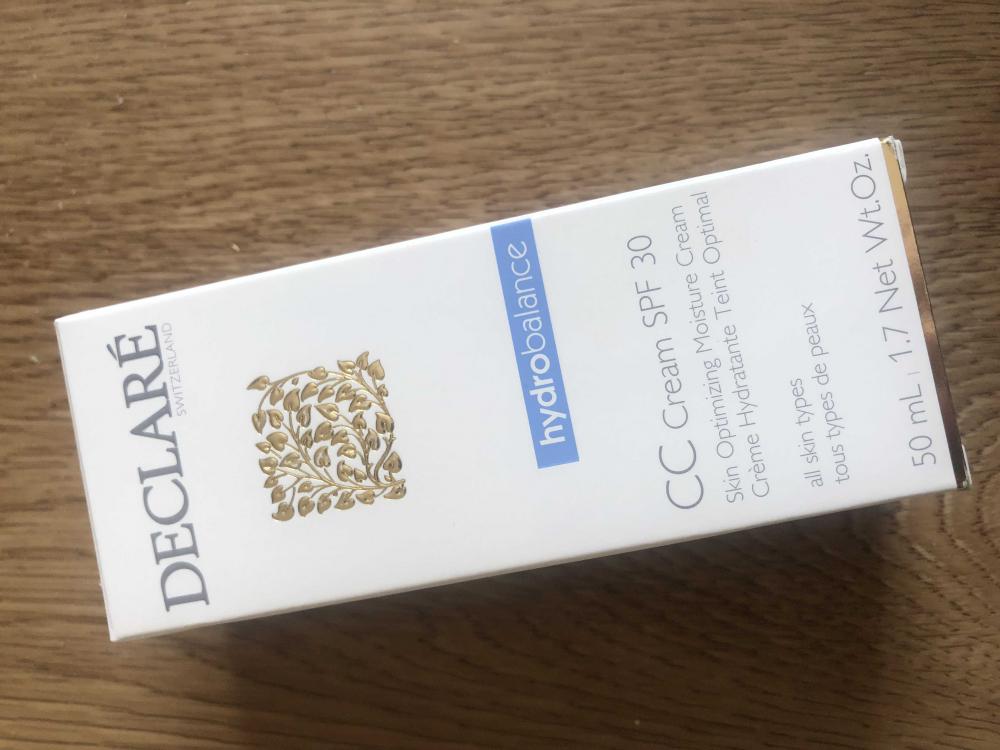 DECLARÉ
SWITZERLAND
hydrobalance
CC Cream SPF 30
Skin Optimizing Moisture Cream
Crème Hydratante Teint Optimal
all skin types
tous types de peaux
50 mL | 1.7 Net Wt.Oz.